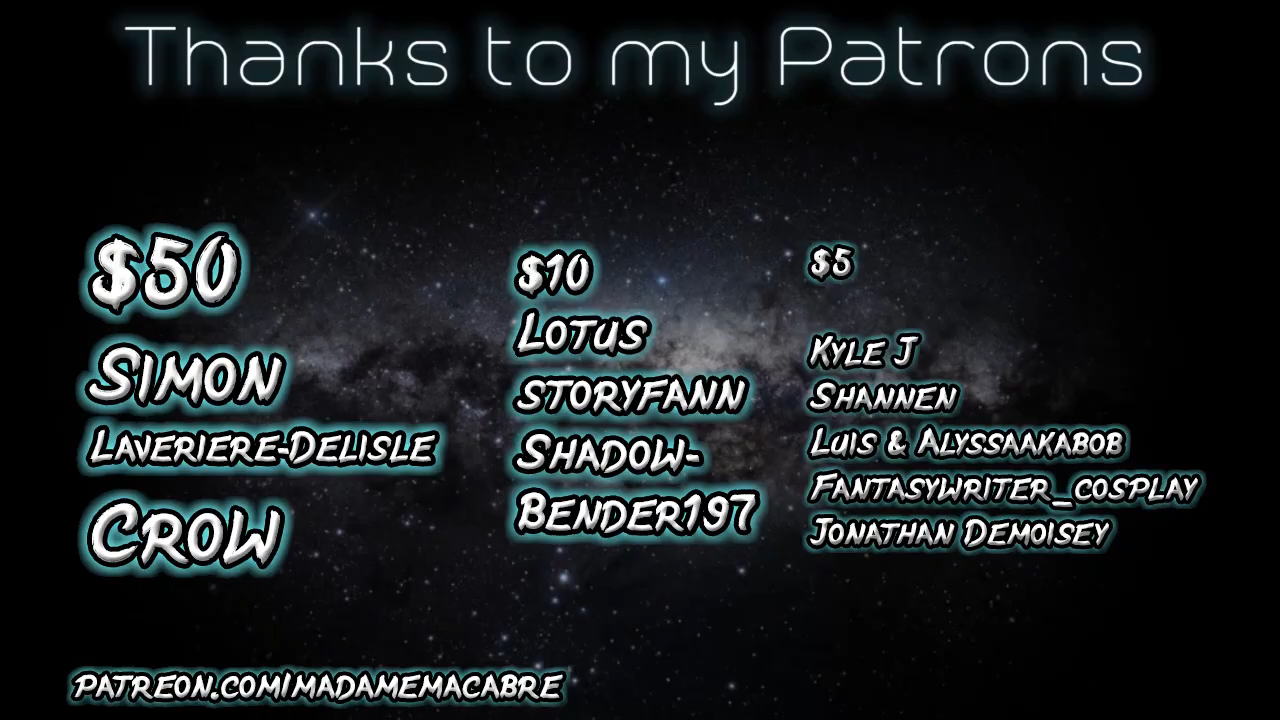 Thanks to my Patrons
$50
Simon
Laveriere-Delisle
Crow
$10
Lotus
storyfann
Shadow-
Bender197
$5
Kyle J
Shannen
Luis & Alyssaakabob
Fantasywriter_cosplay
Jonathan Demoisey
patreon.com/madamemacabre